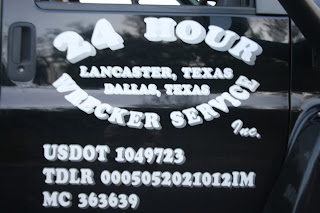 24 HOUR
LANCASTER, TEXAS
DALLAS, TEXAS
WRECKER SERVICE
Inc.
USDOT 1049723
TDLR 0005052021012IM
MC 363639